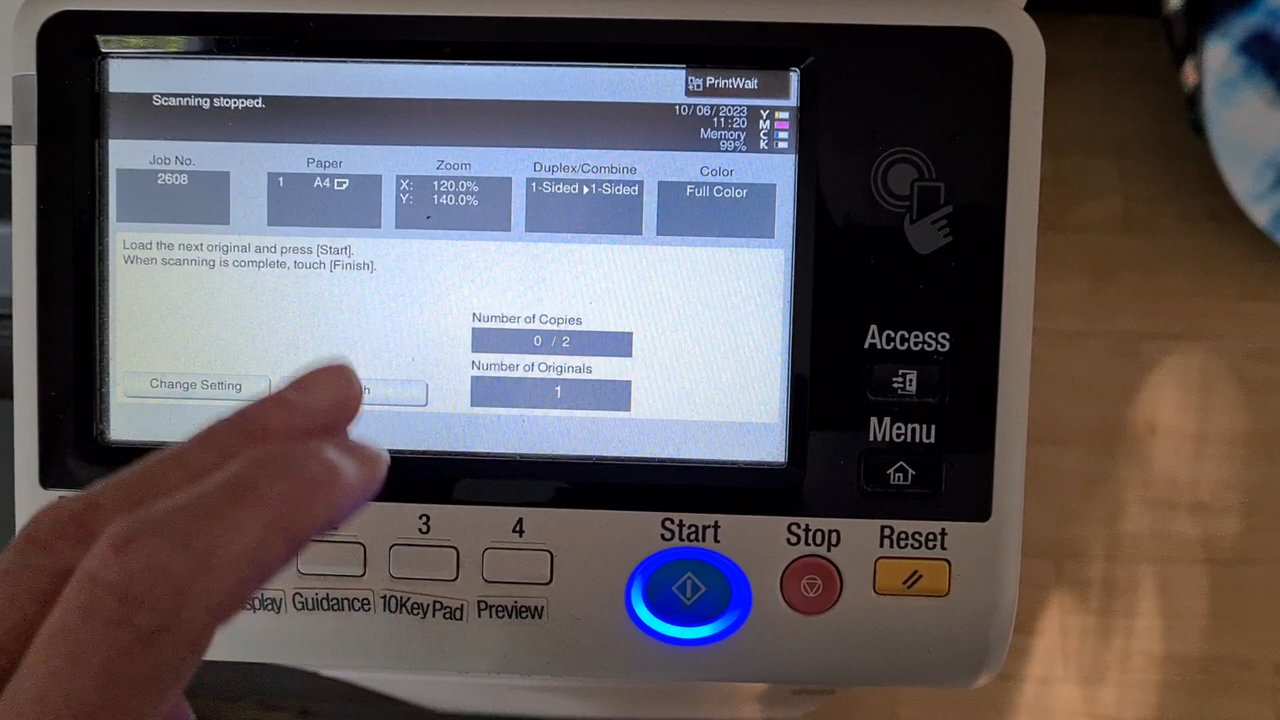 PrintWait
Scanning stopped.
10/06/2023
11:20
Memory
99%
Y
M
C
K
Job No.
2608
Paper
1 A4
Zoom
X: 120.0%
Y: 140.0%
Duplex/Combine
1-Sided ▶1-Sided
Color
Full Color
Load the next original and press [Start].
When scanning is complete, touch [Finish].
Number of Copies
0 / 2
Number of Originals
1
Change Setting
Access
Menu
3
4
Start
Stop
Reset
Guidance
10KeyPad
Preview